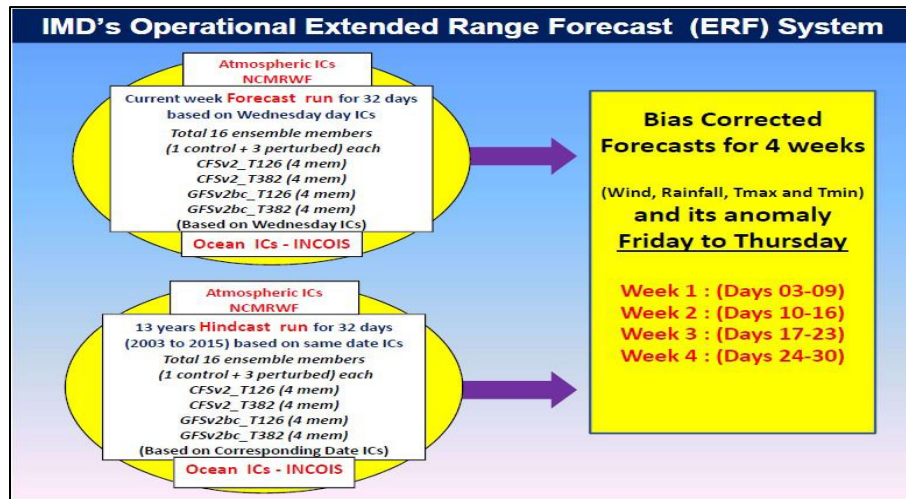 IMD's Operational Extended Range Forecast (ERF) System
Atmospheric ICs
NCMRWF
Current week Forecast run for 32 days
based on Wednesday day ICs
Total 16 ensemble members
(1 control + 3 perturbed) each
CFSv2_T126 (4 mem)
CFSv2_T382 (4 mem)
GFSv2bc_T126 (4 mem)
GFSv2bc_T382 (4 mem)
(Based on Wednesday ICs)
Ocean ICs - INCOIS
Atmospheric ICs
NCMRWF
13 years Hindcast run for 32 days
(2003 to 2015) based on same date ICs
Total 16 ensemble members
(1 control + 3 perturbed) each
CFSv2_T126 (4 mem)
CFSv2_T382 (4 mem)
GFSv2bc_T126 (4 mem)
GFSv2bc_T382 (4 mem)
(Based on Corresponding Date ICs)
Ocean ICs - INCOIS
Bias Corrected
Forecasts for 4 weeks
(Wind, Rainfall, Tmax and Tmin)
and its anomaly
Friday to Thursday
Week 1 : (Days 03-09)
Week 2 : (Days 10-16)
Week 3 : (Days 17-23)
Week 4 : (Days 24-30)